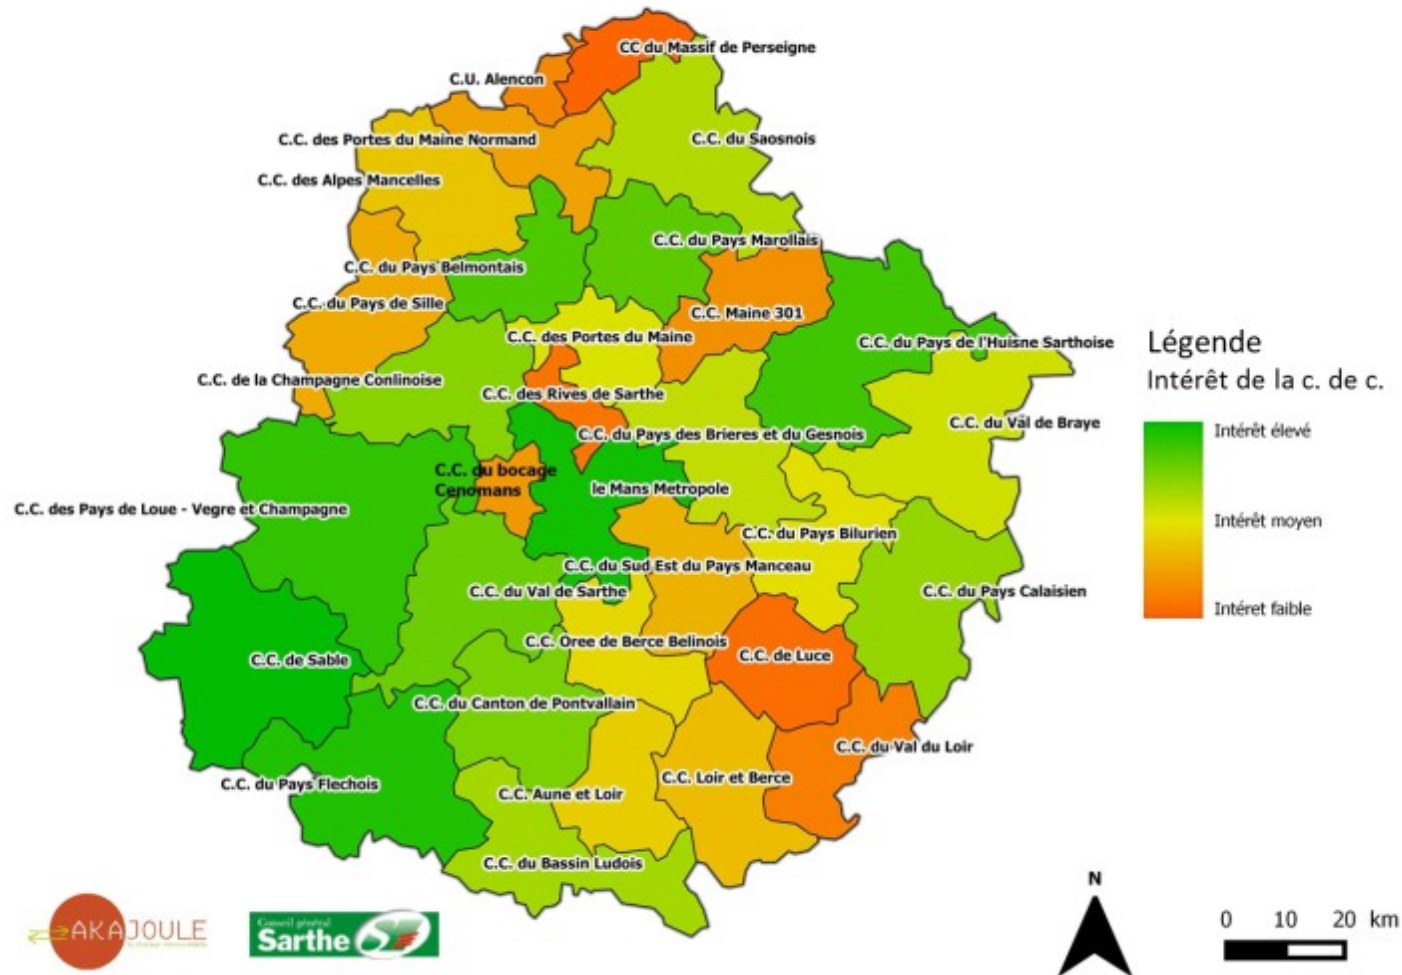 CC du Massif de Perseigne
C.U. Alencon
C.C. des Portes du Maine Normand
C.C. du Saosnois
C.C. des Alpes Mancelles
C.C. du Pays Marollais
C.C. du Pays Belmontais
C.C. du Pays de Sille
C.C. Maine 301
C.C. des Portes du Maine
C.C. du Pays de l'Huisne Sarthoise
C.C. de la Champagne Conlinoise
C.C. des Rives de Sarthe
C.C. du Val de Braye
C.C. du Pays des Brieres et du Gesnois
C.C. du bocage
Cenomans
le Mans Metropole
C.C. des Pays de Loue - Vegre et Champagne
C.C. du Pays Bilurien
C.C. du Sud Est du Pays Manceau
C.C. du Val de Sarthe
C.C. du Pays Calaisien
C.C. Oree de Berce Belinois
C.C. de Luce
C.C. de Sable
C.C. du Canton de Pontvallain
C.C. du Val du Loir
C.C. Loir et Berce
C.C. du Pays Flechois
C.C. Aune et Loir
C.C. du Bassin Ludois
Légende
Intérêt de la c. de c.
Intérêt élevé
Intérêt moyen
Intéret faible
AKAJOULE
Conseil général
Sarthe
N
0 10 20 km